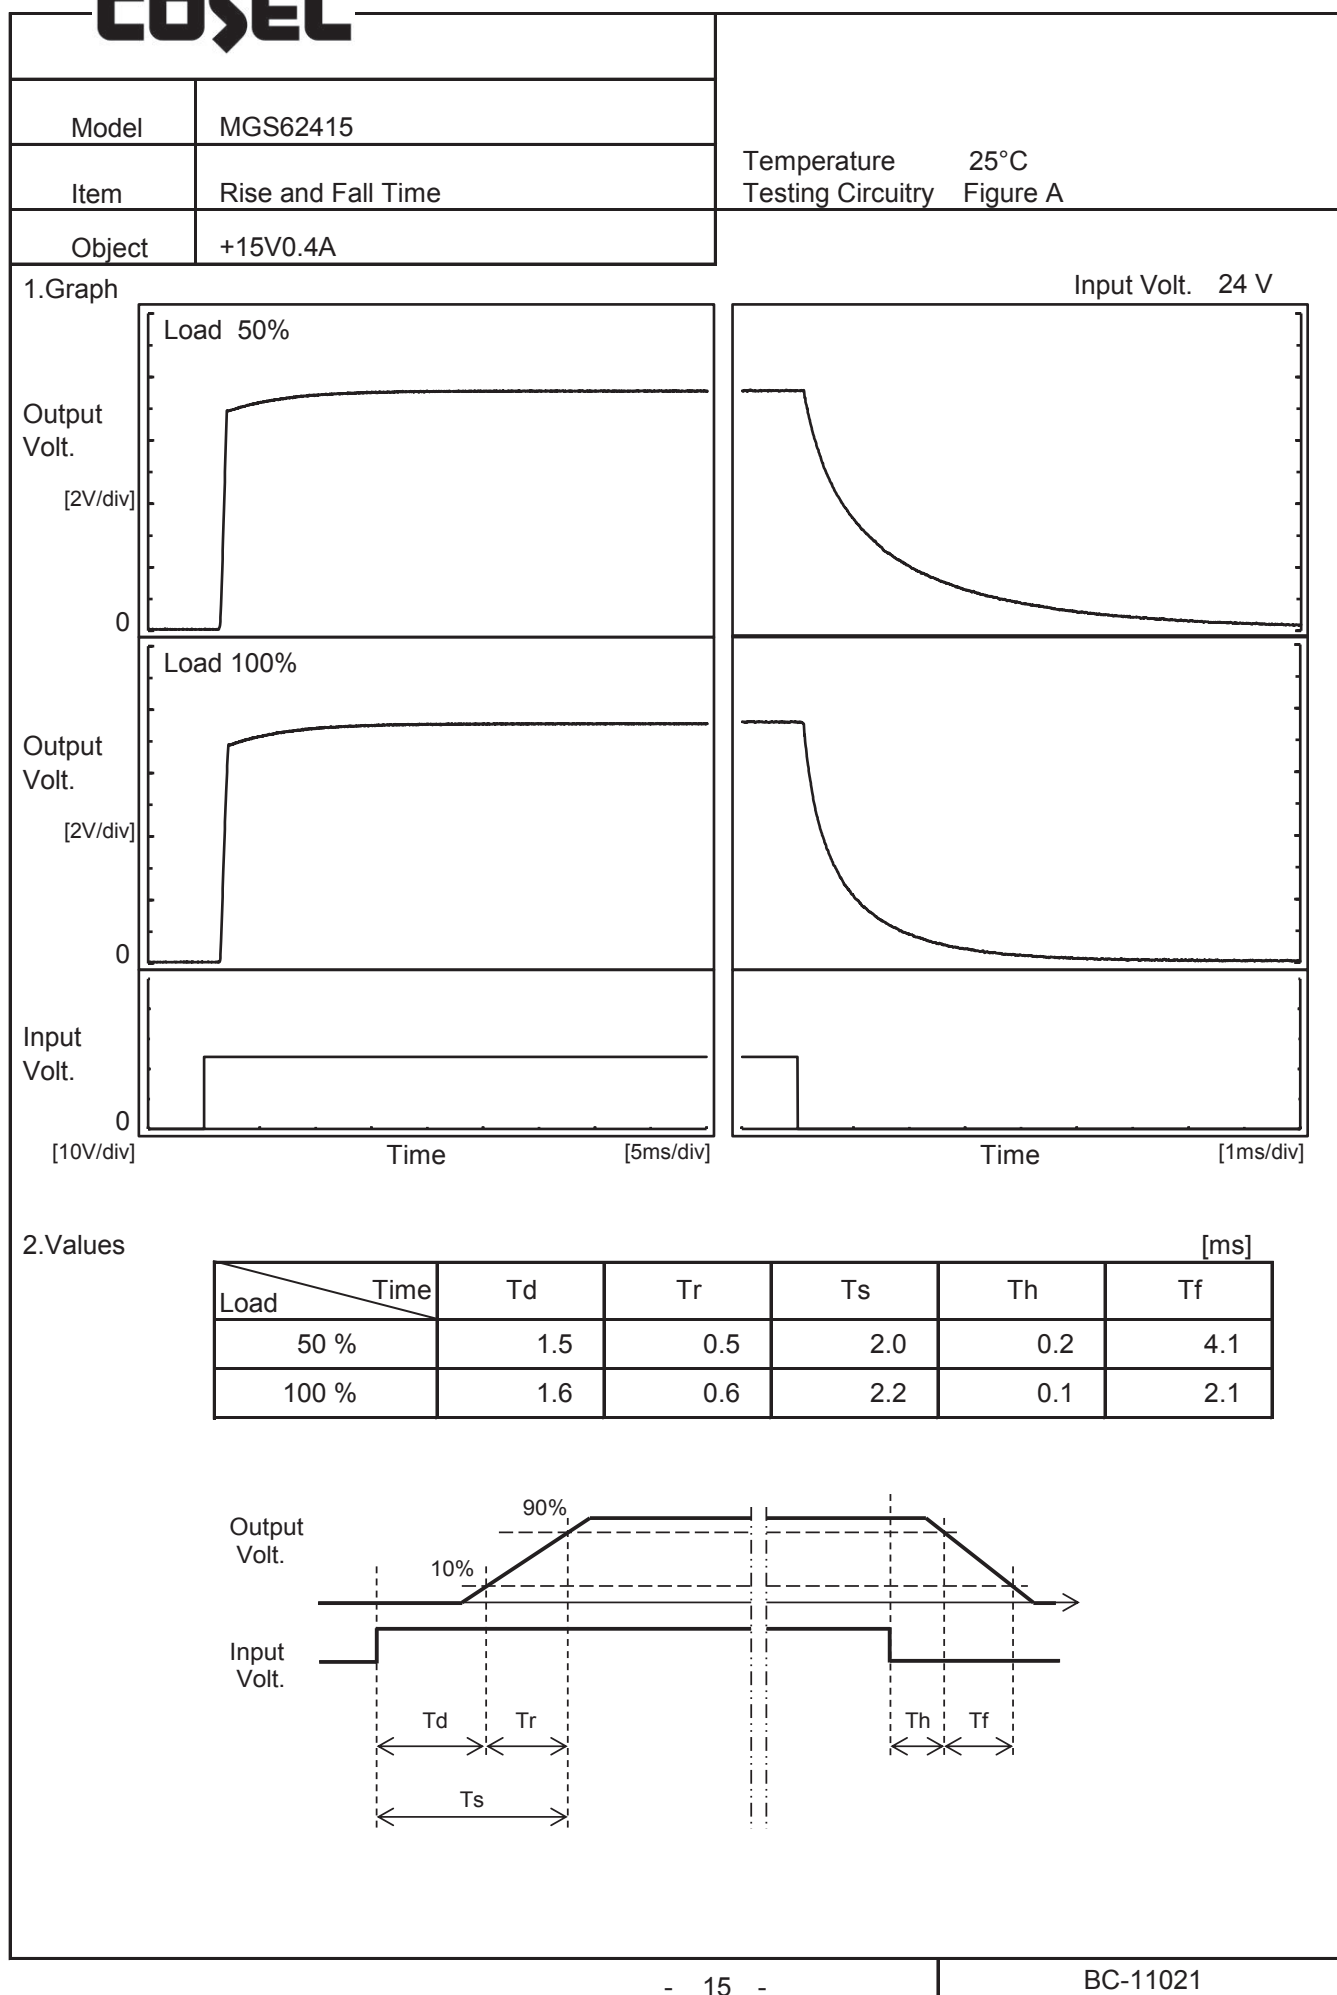 COSEL
Model MGS62415
Item Rise and Fall Time
Temperature 25°C
Testing Circuitry Figure A
Object +15V0.4A
1.Graph
Input Volt. 24 V
Load 50%
Output
Volt.
[2V/div]
0
Load 100%
Output
Volt.
[2V/div]
0
Input
Volt.
0
[10V/div]
Time
[5ms/div]
Time
[1ms/div]
2.Values
[ms]
Time
Load
Td Tr Ts Th Tf
50 % 1.5 0.5 2.0 0.2 4.1
100 % 1.6 0.6 2.2 0.1 2.1
Output
Volt.
90%
10%
Input
Volt.
Td Tr Th Tf
Ts
- 15 -
BC-11021